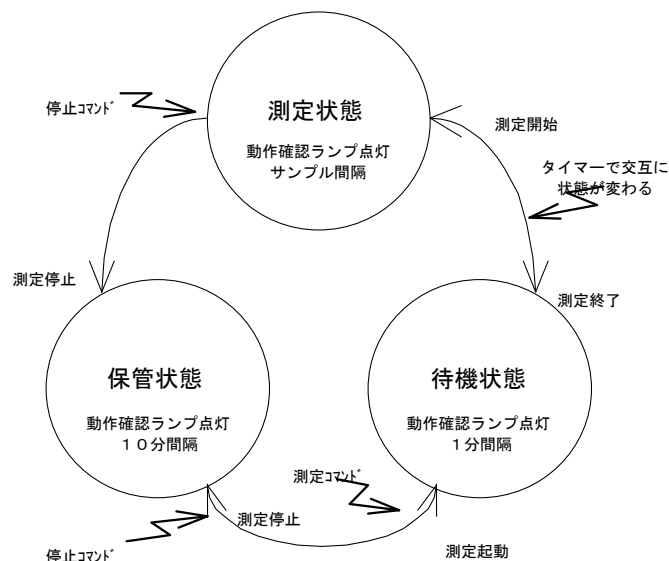 停止ｺﾏﾝﾄﾞ
測定状態
動作確認ランプ点灯
サンプル間隔
測定開始
タイマーで交互に
状態が変わる
測定停止
測定終了
保管状態
動作確認ランプ点灯
１０分間隔
待機状態
動作確認ランプ点灯
１分間隔
測定ｺﾏﾝﾄﾞ
測定停止
停止ｺﾏﾝﾄﾞ
測定起動